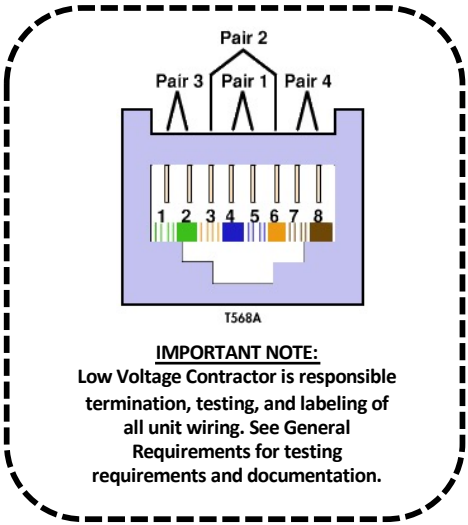 Pair 2
Pair 3 Pair 1 Pair 4
1 2 3 4 5 6 7 8
T568A
IMPORTANT NOTE:
Low Voltage Contractor is responsible
termination, testing, and labeling of
all unit wiring. See General
Requirements for testing
requirements and documentation.